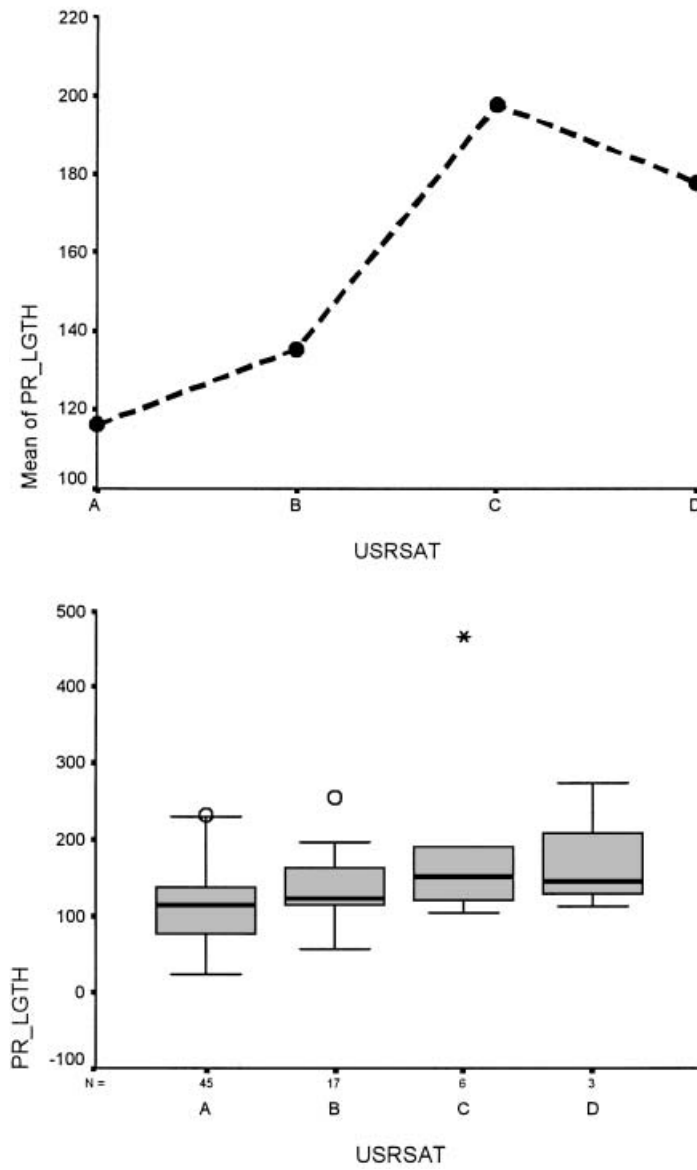 220
200
180
160
140
120
100
Mean of PR_LGTH
A B C D
USRSAT
500
400
300
200
100
0
-100
PR_LGTH
N = 45 17 6 3
A B C D
USRSAT